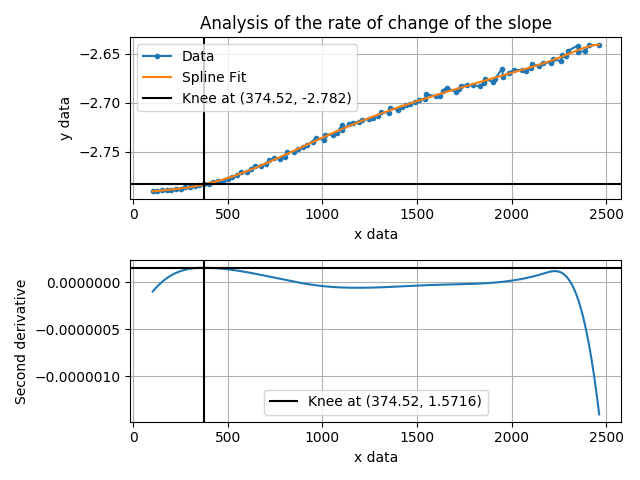 Analysis of the rate of change of the slope
Data
Spline Fit
Knee at (374.52, -2.782)
y data
−2.65
−2.70
−2.75
0
500
1000
1500
2000
2500
x data
Second derivative
0.0000000
−0.0000005
−0.0000010
Knee at (374.52, 1.5716)
0
500
1000
1500
2000
2500
x data